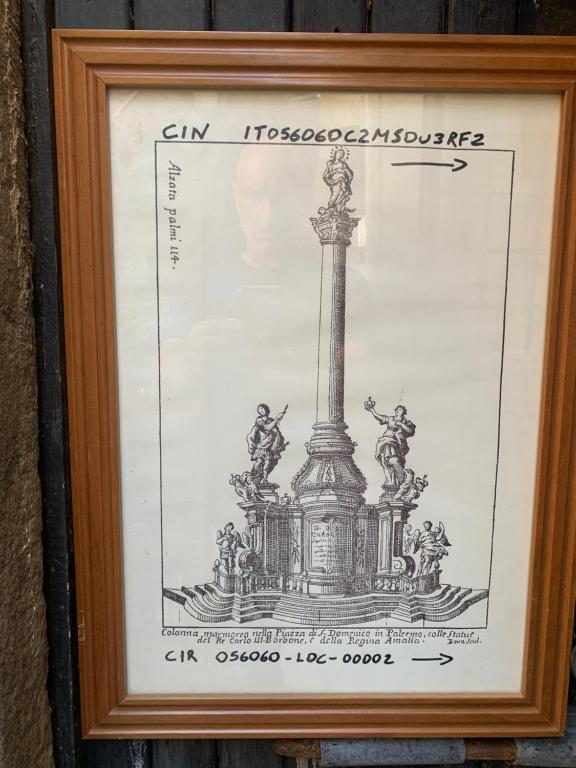 CIN IT056060C2MSDU3RF2
Alzata palmi 114.
Colonna marmorea nella Piazza di S. Domenico in Palermo, colle Statue
del Re Carlo III Borbone, e della Regina Amalia.
CIR 056060-LOC-00002